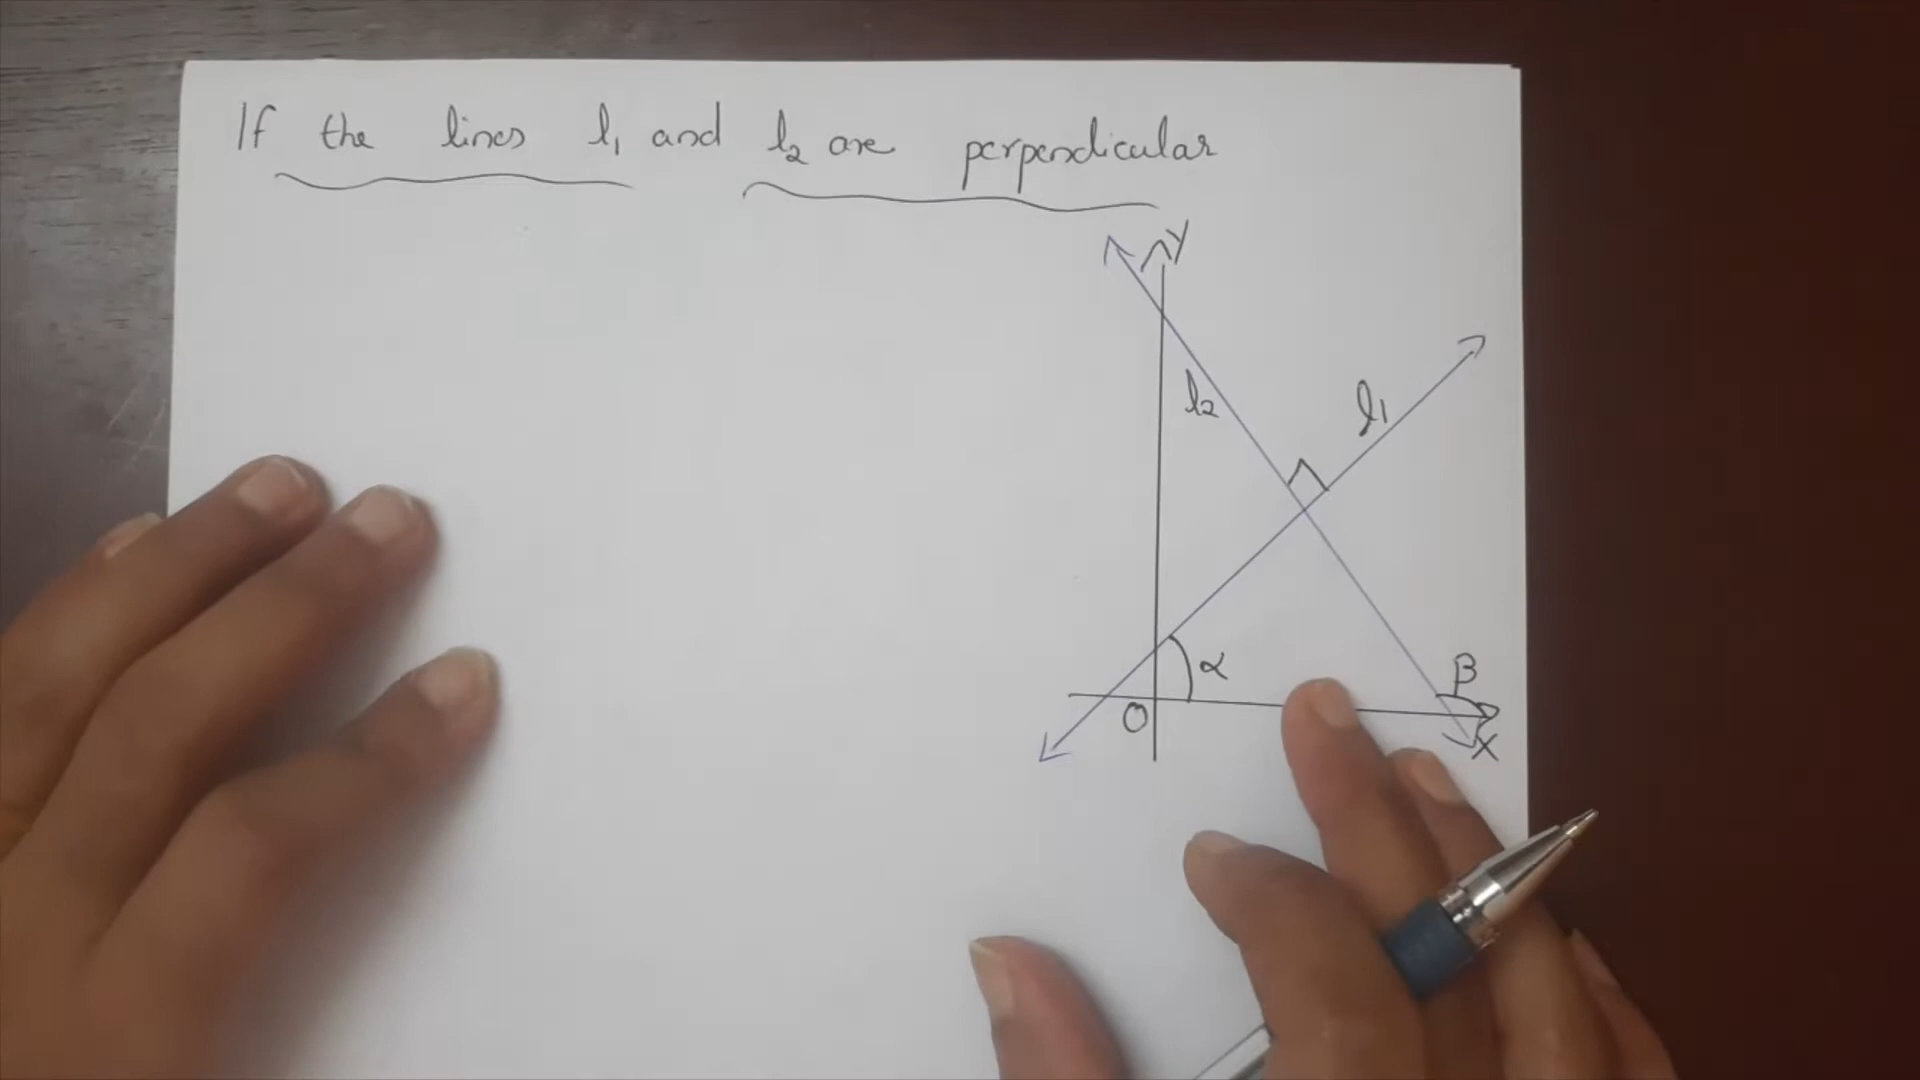 If the lines l₁ and l₂ are perpendicular
Y
l₂
l₁
α
β
O
X